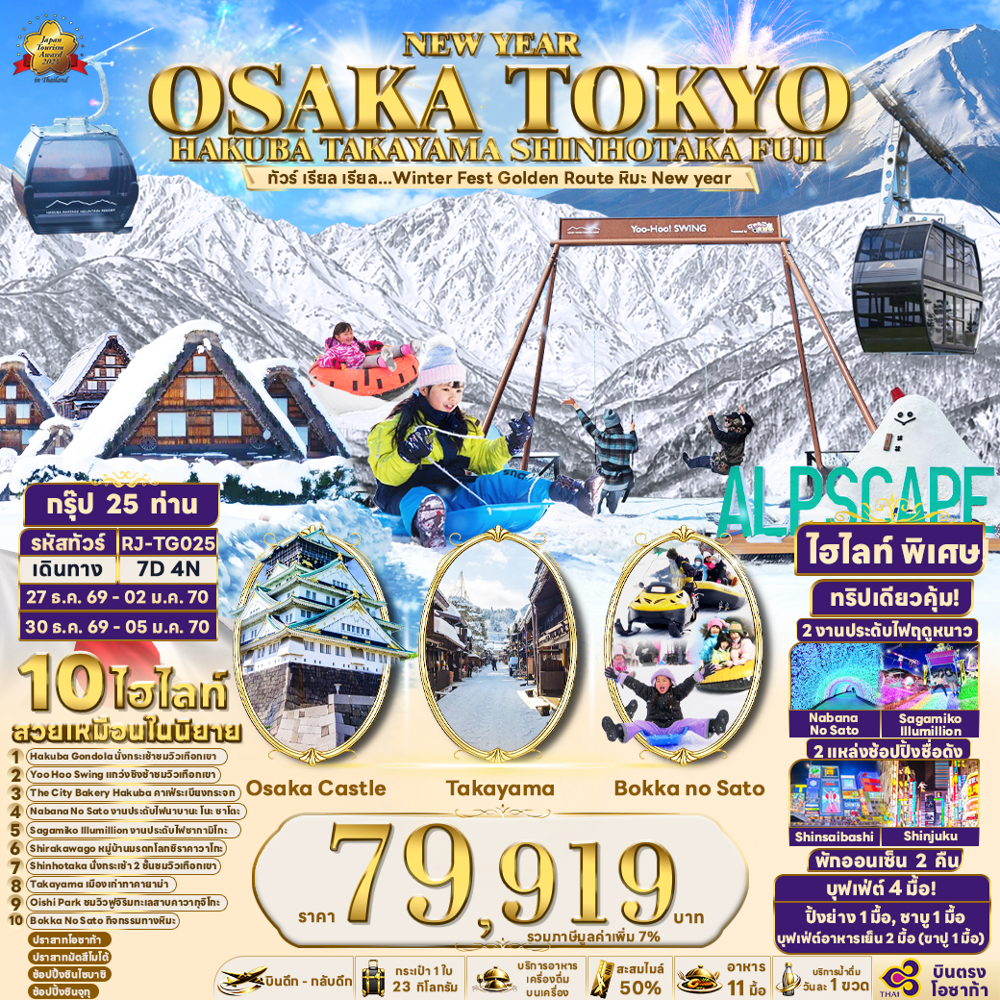 Japan
Tourism
Award
in Thailand
NEW YEAR
OSAKA TOKYO
HAKUBA TAKAYAMA SHINHOTAKA FUJI
ทัวร์ เรียล เรียล...Winter Fest Golden Route หิมะ New year
Yoo-Hoo! SWING
ALPSCAPE
กรุ๊ป 25 ท่าน
รหัสทัวร์ RJ-TG025
เดินทาง 7D 4N
27 ธ.ค. 69 - 02 ม.ค. 70
30 ธ.ค. 69 - 05 ม.ค. 70
10 ไฮไลท์
สวยเหมือนในนิยาย
1 Hakuba Gondola นั่งกระเช้าชมวิวเทือกเขา
2 Yoo Hoo Swing แกว่งชิงช้าชมวิวเทือกเขา
3 The City Bakery Hakuba คาเฟ่ระเบียงกระจก
4 Nabana No Sato งานประดับไฟนาบานะ โนะ ซาโตะ
5 Sagamiko Illumillion งานประดับไฟซากามิโกะ
6 Shirakawago หมู่บ้านมรดกโลกชิราคาวาโกะ
7 Shinhotaka นั่งกระเช้า 2 ชั้นชมวิวเทือกเขา
8 Takayama เมืองเก่าทาคายาม่า
9 Oishi Park ชมวิวฟูจิริมทะเลสาบคาวากุจิโกะ
10 Bokka No Sato กิจกรรมทางหิมะ
ปราสาทโอซาก้า
ปราสาทมัตสึโมโต้
ช้อปปิ้งชินไซบาชิ
ช้อปปิ้งชินจูกุ
Osaka Castle
Takayama
Bokka no Sato
ราคา 79,919 บาท
รวมภาษีมูลค่าเพิ่ม 7%
ไฮไลท์ พิเศษ
ทริปเดียวคุ้ม!
2 งานประดับไฟฤดูหนาว
Nabana
No Sato
Sagamiko
Illumillion
2 แหล่งช้อปปิ้งชื่อดัง
Shinsaibashi
Shinjuku
พักออนเซ็น 2 คืน
บุฟเฟ่ต์ 4 มื้อ!
ปิ้งย่าง 1 มื้อ, ชาบู 1 มื้อ
บุฟเฟ่ต์อาหารเย็น 2 มื้อ (ขาปู 1 มื้อ)
บินดึก - กลับดึก
กระเป๋า 1 ใบ
23 กิโลกรัม
บริการอาหาร
เครื่องดื่ม
บนเครื่อง
สะสมไมล์
50%
อาหาร
11 มื้อ
บริการน้ำดื่ม
วันละ 1 ขวด
THAI
บินตรง
โอซาก้า